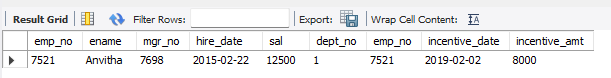 Result Grid Filter Rows: Export: Wrap Cell Content:
emp_no ename mgr_no hire_date sal dept_no emp_no incentive_date incentive_amt
7521 Anvitha 7698 2015-02-22 12500 1 7521 2019-02-02 8000